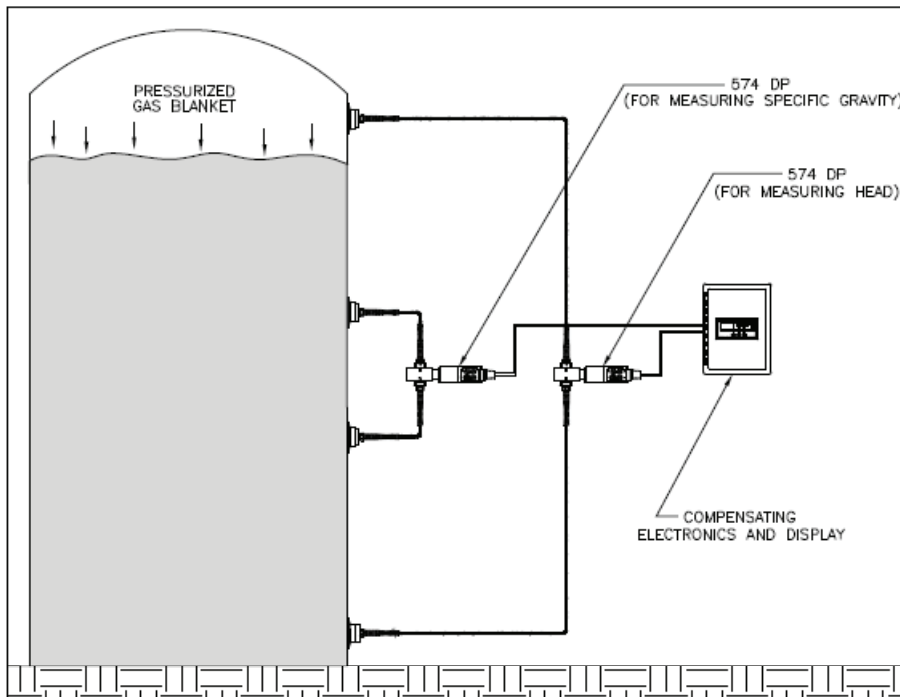 PRESSURIZED
GAS BLANKET
574 DP
(FOR MEASURING SPECIFIC GRAVITY)
574 DP
(FOR MEASURING HEAD)
COMPENSATING
ELECTRONICS AND DISPLAY